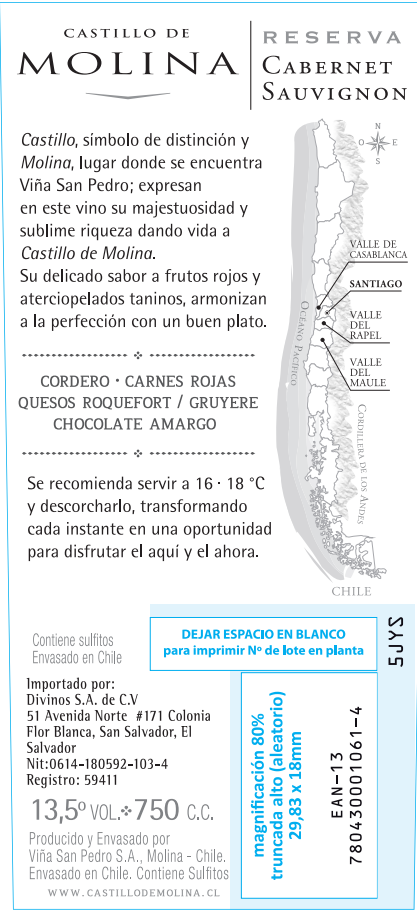 CASTILLO DE
MOLINA
RESERVA
CABERNET
SAUVIGNON
Castillo, símbolo de distinción y
Molina, lugar donde se encuentra
Viña San Pedro; expresan
en este vino su majestuosidad y
sublime riqueza dando vida a
Castillo de Molina.
Su delicado sabor a frutos rojos y
aterciopelados taninos, armonizan
a la perfección con un buen plato.
CORDERO · CARNES ROJAS
QUESOS ROQUEFORT / GRUYERE
CHOCOLATE AMARGO
Se recomienda servir a 16 · 18 °C
y descorcharlo, transformando
cada instante en una oportunidad
para disfrutar el aquí y el ahora.
N
O E
S
VALLE DE
CASABLANCA
SANTIAGO
VALLE
DEL
RAPEL
VALLE
DEL
MAULE
OCEANO PACIFICO
CORDILLERA DE LOS ANDES
CHILE
Contiene sulfitos
Envasado en Chile
DEJAR ESPACIO EN BLANCO
para imprimir Nº de lote en planta
5JYS
Importado por:
Divinos S.A. de C.V
51 Avenida Norte #171 Colonia
Flor Blanca, San Salvador, El
Salvador
Nit:0614-180592-103-4
Registro: 59411
13,5º VOL.750 C.C.
Producido y Envasado por
Viña San Pedro S.A., Molina - Chile.
Envasado en Chile. Contiene Sulfitos
WWW.CASTILLODEMOLINA.CL
magnificación 80%
truncada alto (aleatorio)
29,83 x 18mm
EAN-13
780430001061-4